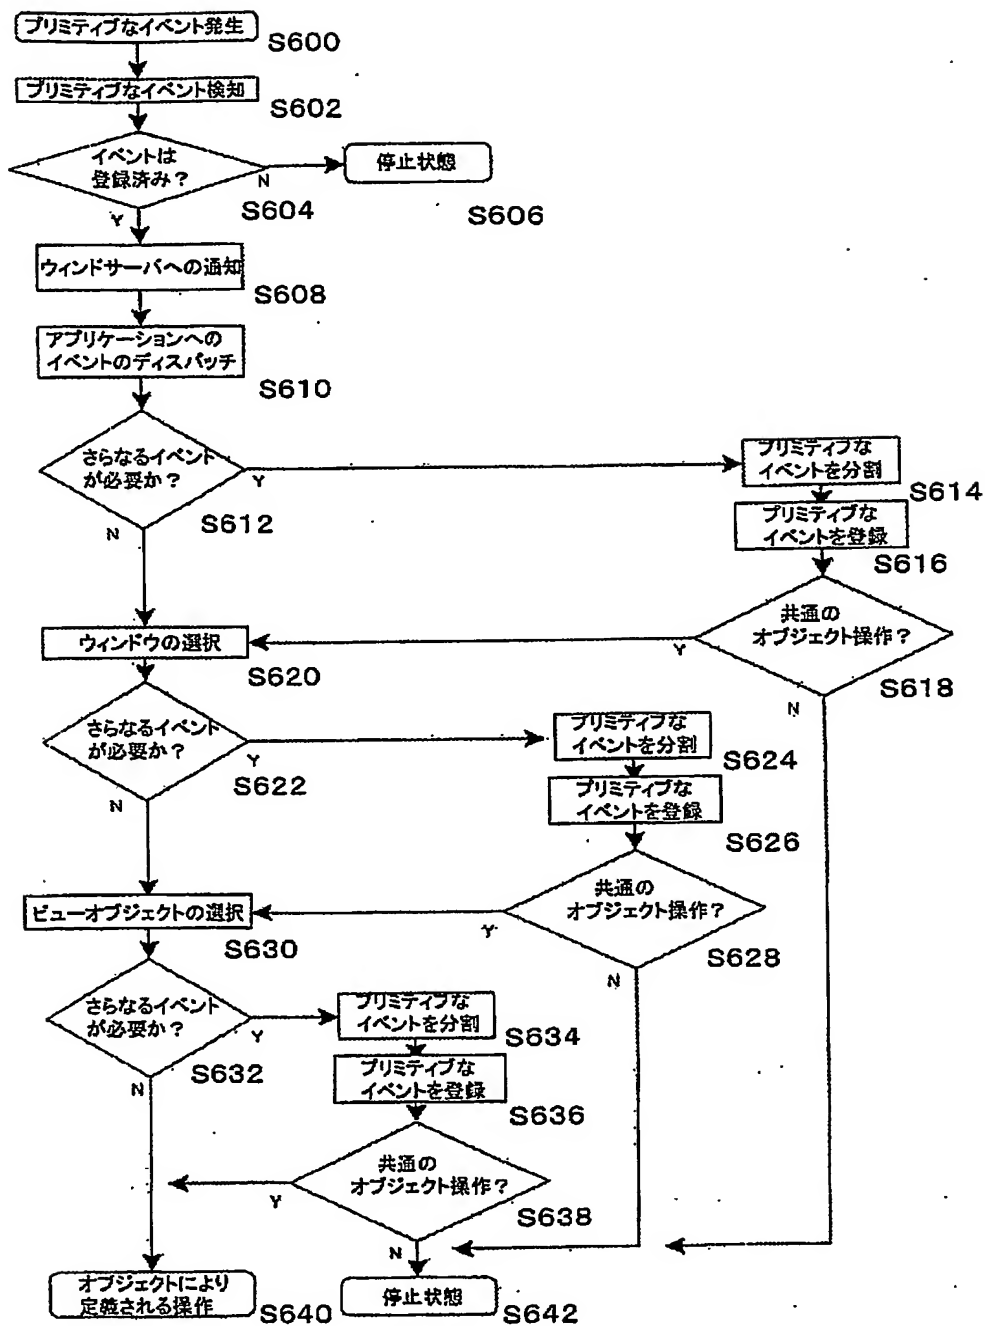 プリミティブなイベント発生
S600
プリミティブなイベント検知
S602
イベントは
登録済み？
N
Y
S604
停止状態
S606
ウィンドサーバへの通知
S608
アプリケーションへの
イベントのディスパッチ
S610
さらなるイベント
が必要か？
Y
N
S612
プリミティブな
イベントを分割
S614
プリミティブな
イベントを登録
S616
共通の
オブジェクト操作？
Y
N
S618
ウィンドウの選択
S620
さらなるイベント
が必要か？
Y
N
S622
プリミティブな
イベントを分割
S624
プリミティブな
イベントを登録
S626
共通の
オブジェクト操作？
Y
N
S628
ビューオブジェクトの選択
S630
さらなるイベント
が必要か？
Y
N
S632
プリミティブな
イベントを分割
S634
プリミティブな
イベントを登録
S636
共通の
オブジェクト操作？
Y
N
S638
オブジェクトにより
定義される操作
S640
停止状態
S642